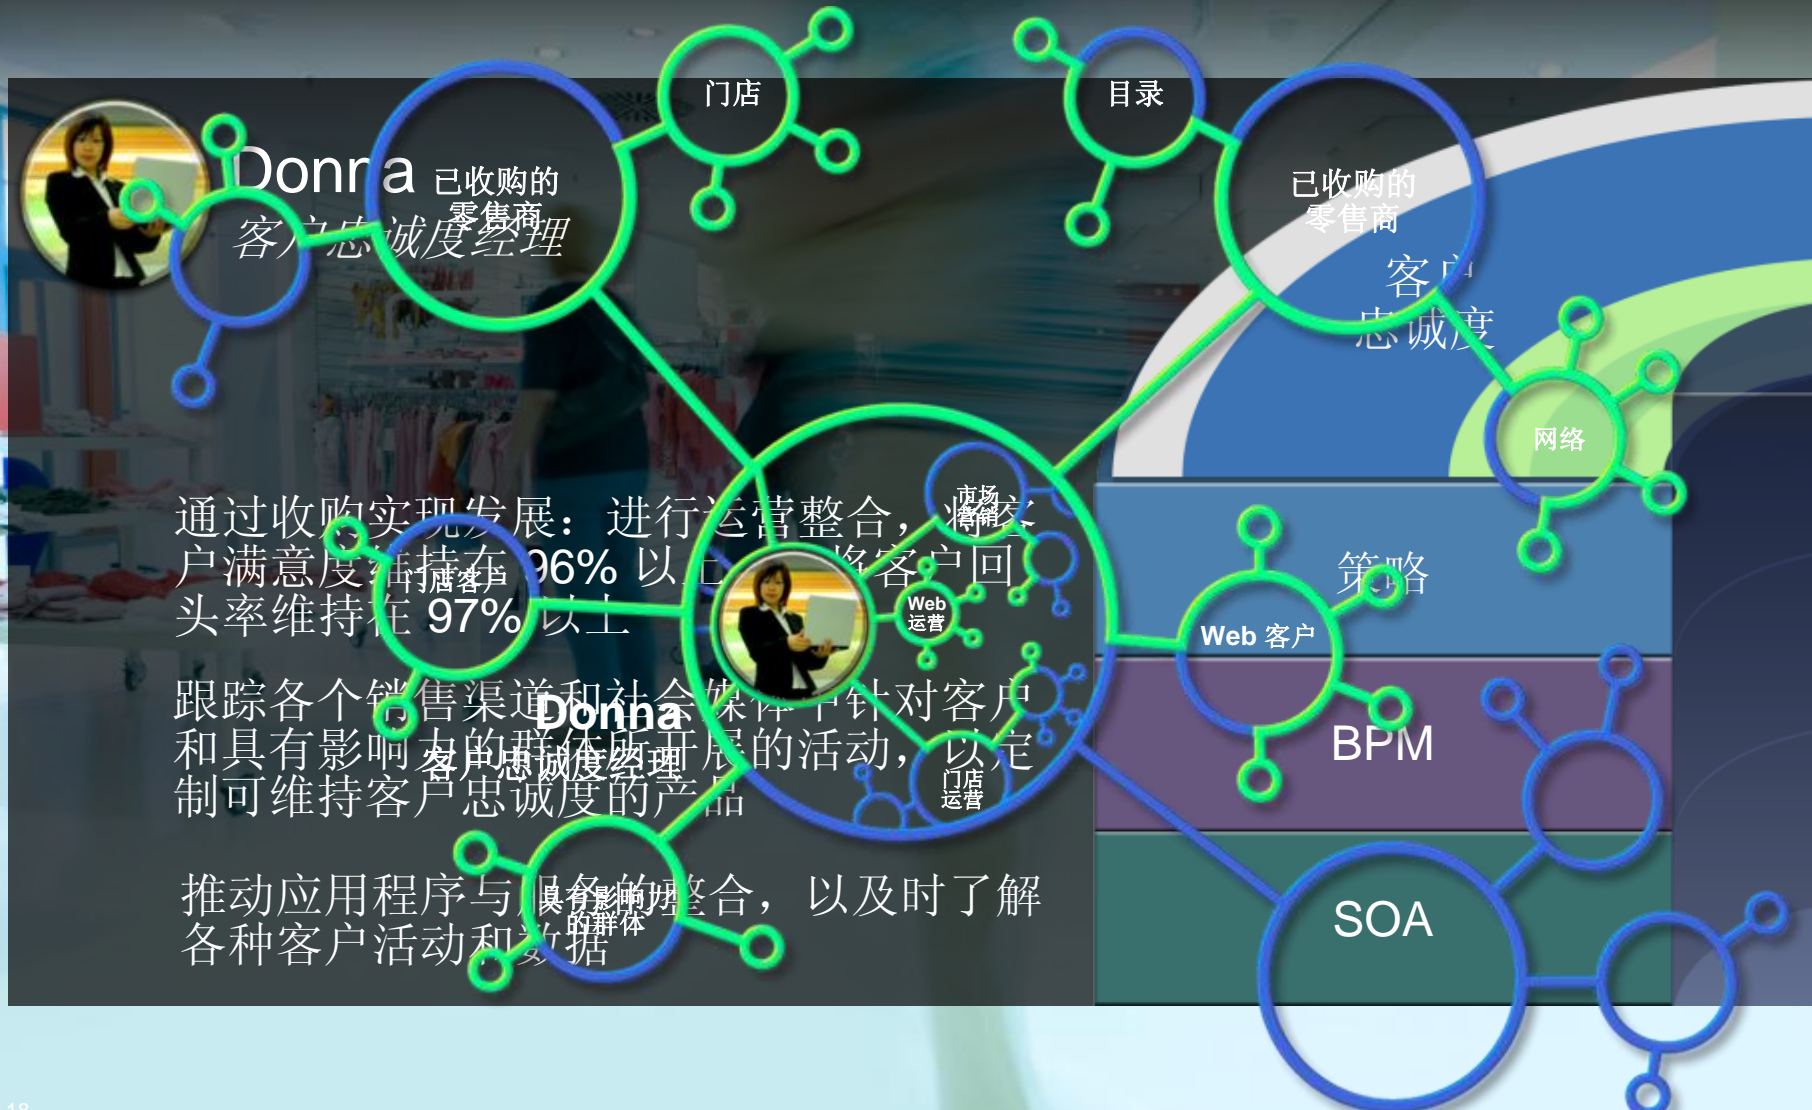 门店
目录
Donna
客户忠诚度经理
已收购的
零售商
已收购的
零售商
客户
忠诚度
网络
通过收购实现发展：进行运营整合，将客
户满意度维持在 96% 以上，将客户回
头率维持在 97% 以上
市场
营销
门店客户
Web
运营
策略
Web 客户
跟踪各个销售渠道和社会媒体中针对客户
和具有影响力的群体所开展的活动，以定
制可维持客户忠诚度的产品
Donna
客户忠诚度经理
门店
运营
BPM
推动应用程序与服务的整合，以及时了解
各种客户活动和数据
具有影响力
的群体
SOA
18